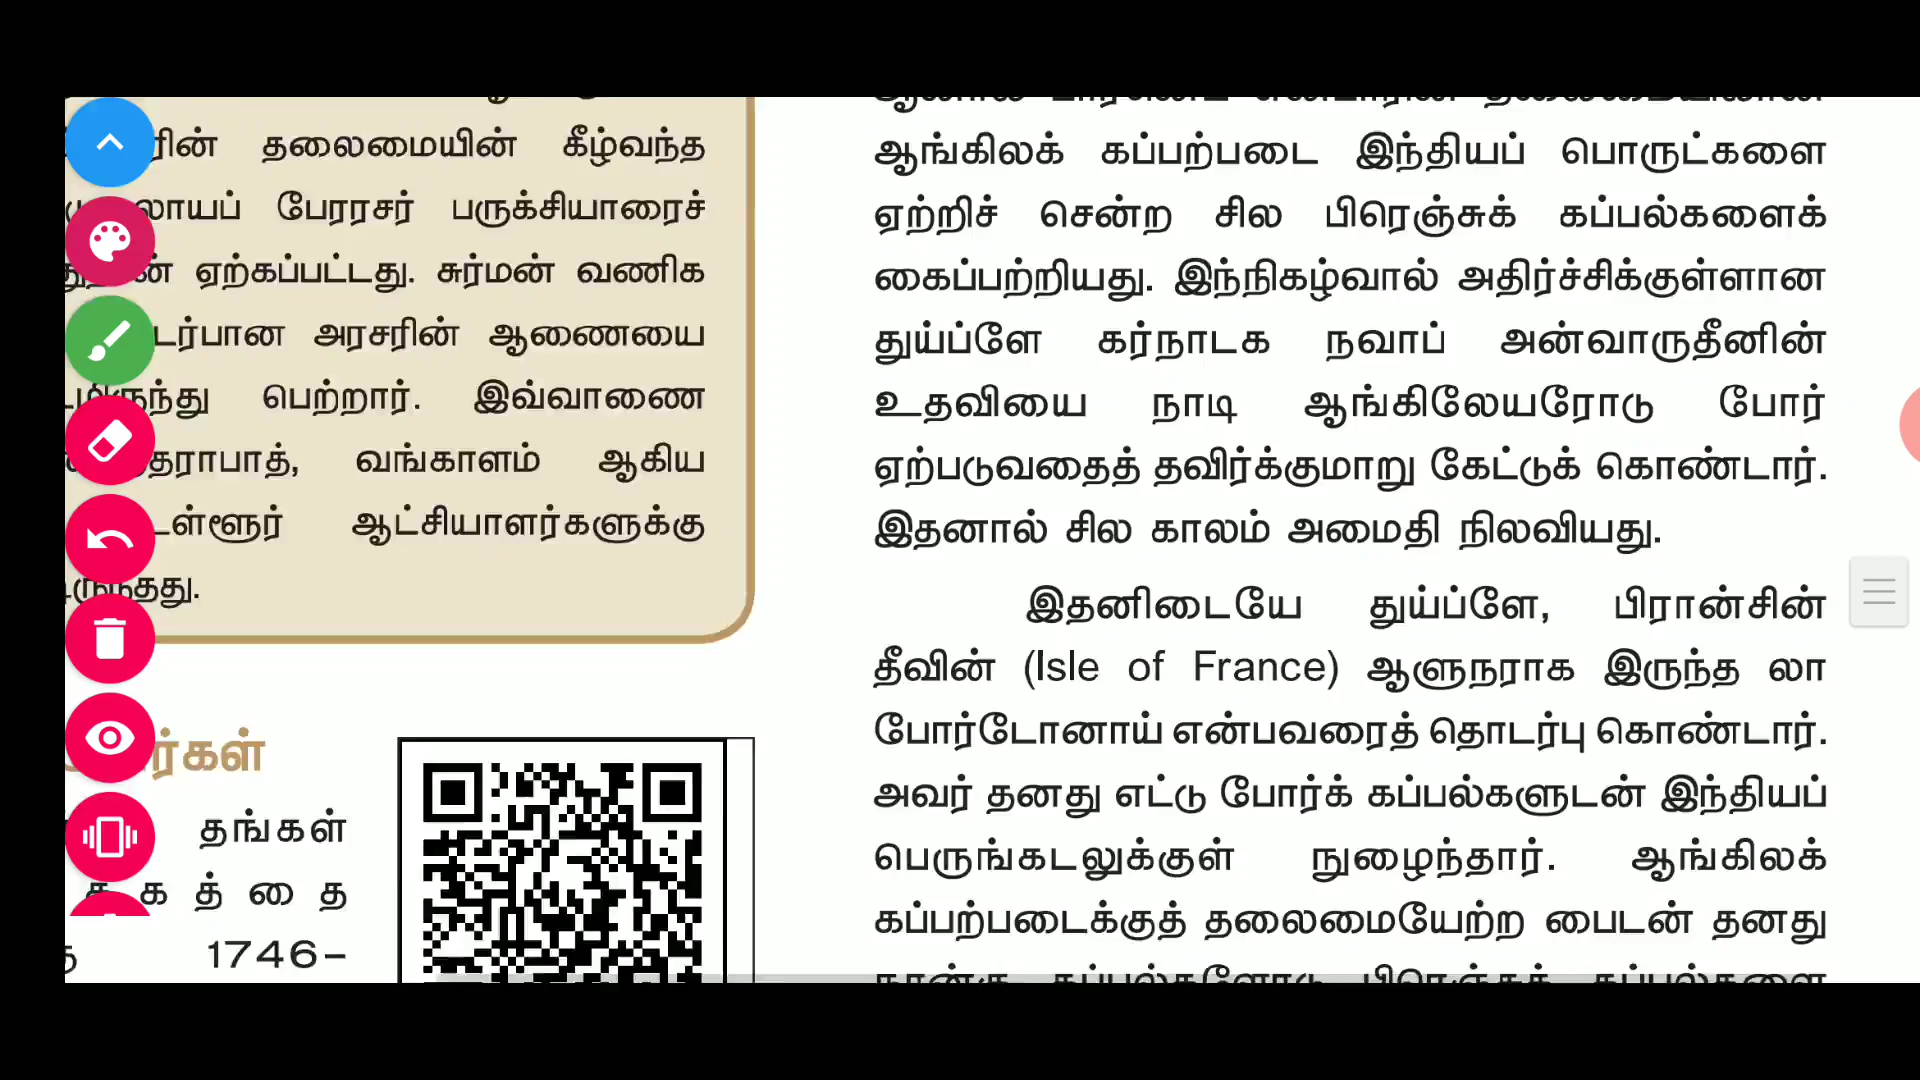 தலைமையின் கீழ்வந்த
பேரரசர் பருக்சியாரைச்
ஏற்கப்பட்டது. சுர்மன் வணிக
அரசரின் ஆணையை
பெற்றார். இவ்வாணை
வங்காளம் ஆகிய
ஆட்சியாளர்களுக்கு
தங்கள்
1746–
ஆங்கிலக் கப்பற்படை இந்தியப் பொருட்களை
ஏற்றிச் சென்ற சில பிரெஞ்சுக் கப்பல்களைக்
கைப்பற்றியது. இந்நிகழ்வால் அதிர்ச்சிக்குள்ளான
துய்ப்ளே கர்நாடக நவாப் அன்வாருதீனின்
உதவியை நாடி ஆங்கிலேயரோடு போர்
ஏற்படுவதைத் தவிர்க்குமாறு கேட்டுக் கொண்டார்.
இதனால் சில காலம் அமைதி நிலவியது.
இதனிடையே துய்ப்ளே, பிரான்சின்
தீவின் (Isle of France) ஆளுநராக இருந்த லா
போர்டோனாய் என்பவரைத் தொடர்பு கொண்டார்.
அவர் தனது எட்டு போர்க் கப்பல்களுடன் இந்தியப்
பெருங்கடலுக்குள் நுழைந்தார். ஆங்கிலக்
கப்பற்படைக்குத் தலைமையேற்ற பைடன் தனது